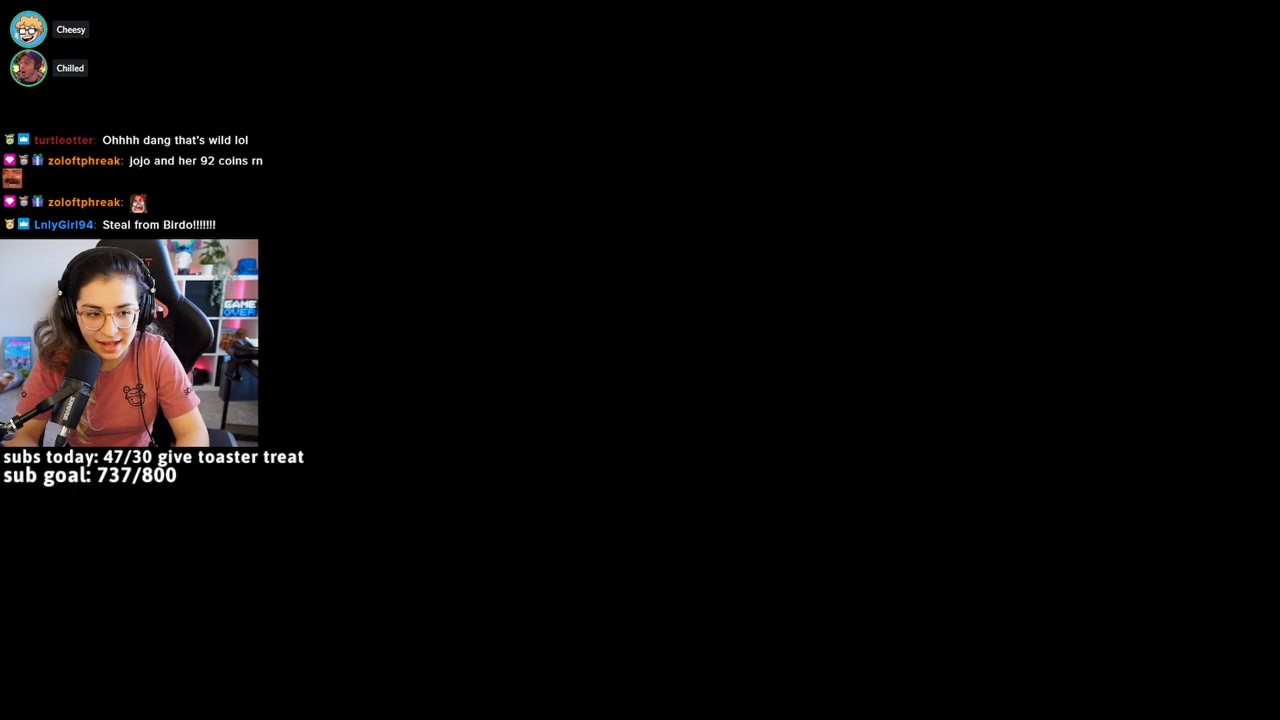 Cheesy
Chilled
turtleotter: Ohhhh dang that's wild lol
zoloftphreak: jojo and her 92 coins rn
zoloftphreak:
LnlyGirl94: Steal from Birdo!!!!!!!
GAME
OVER
SHURE
subs today: 47/30 give toaster treat
sub goal: 737/800